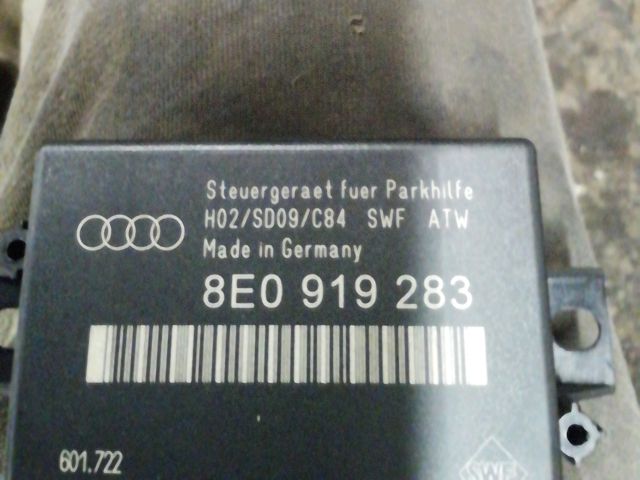 Steuergeraet fuer Parkhilfe
H02/SD09/C84 SWF ATW
Made in Germany
8E0 919 283
601.722
SWF